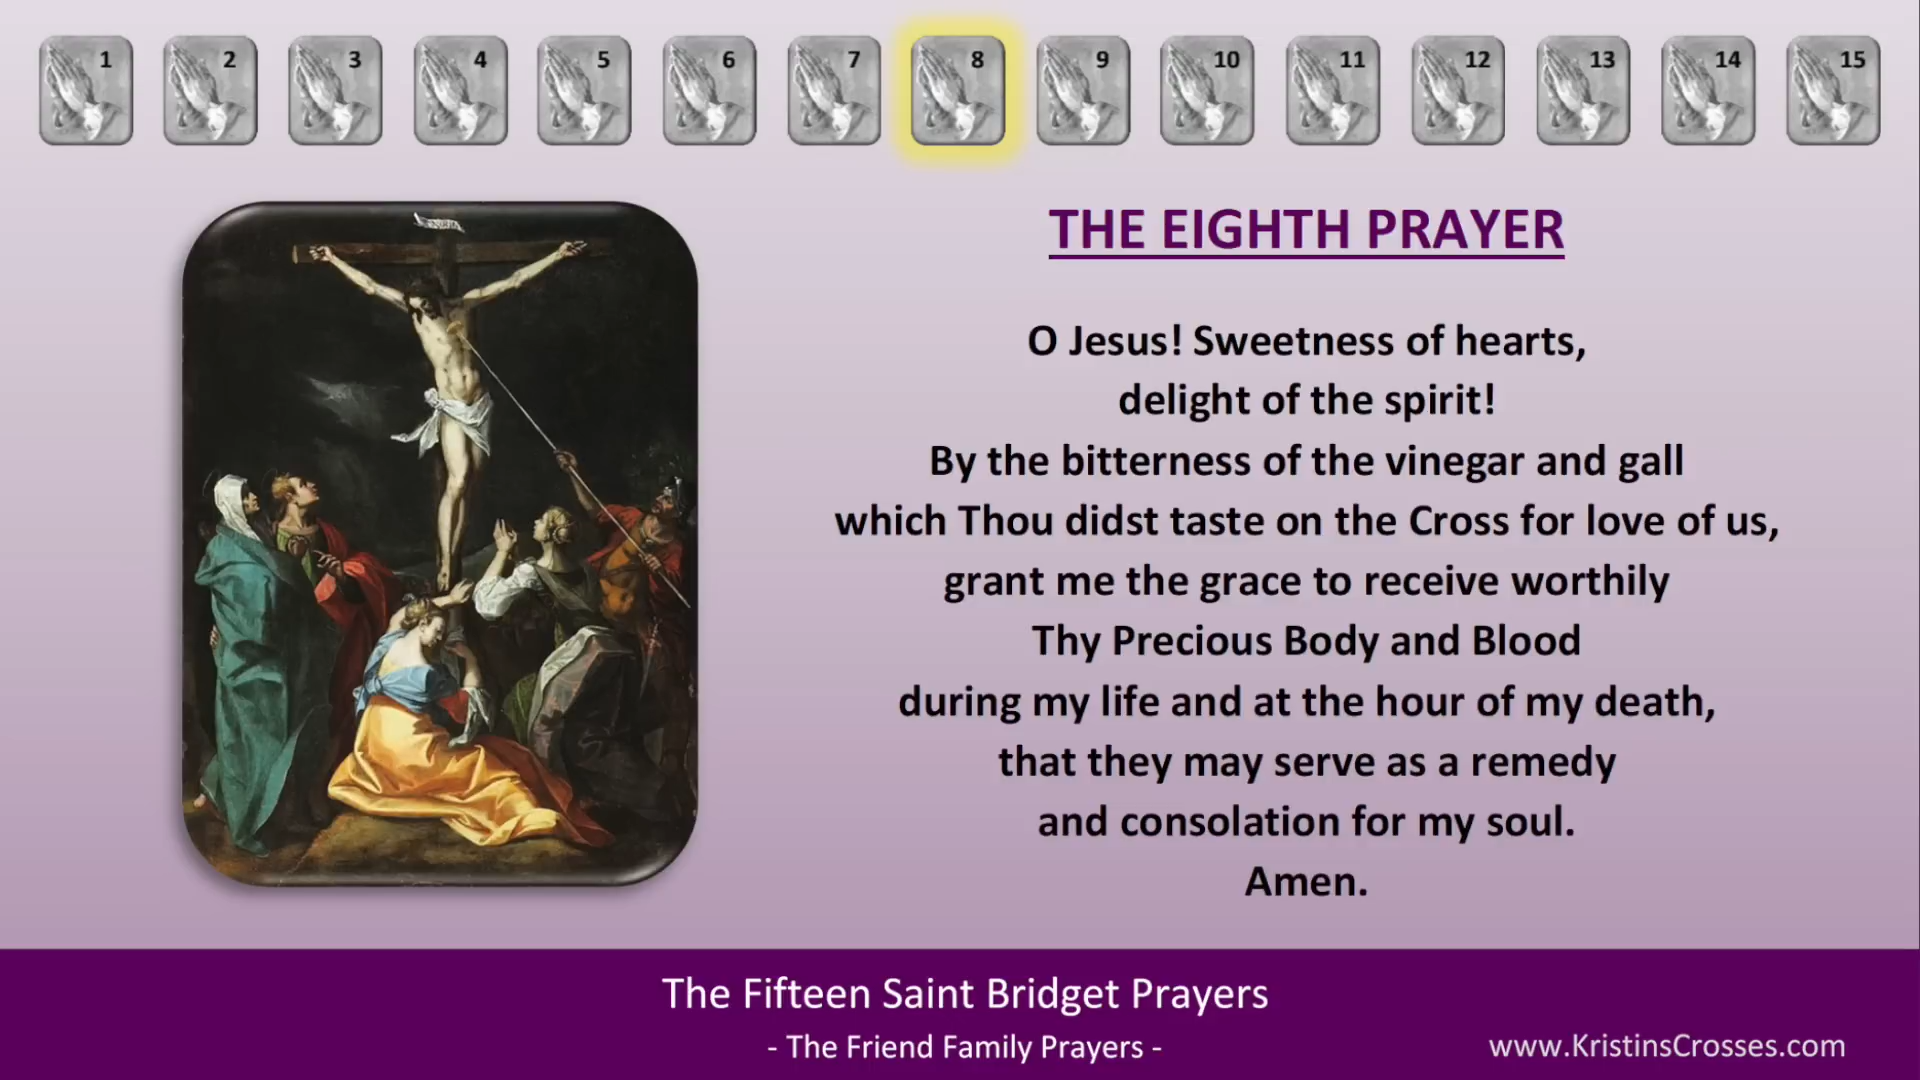 1 2 3 4 5 6 7 8 9 10 11 12 13 14 15
THE EIGHTH PRAYER
O Jesus! Sweetness of hearts,
delight of the spirit!
By the bitterness of the vinegar and gall
which Thou didst taste on the Cross for love of us,
grant me the grace to receive worthily
Thy Precious Body and Blood
during my life and at the hour of my death,
that they may serve as a remedy
and consolation for my soul.
Amen.
The Fifteen Saint Bridget Prayers
- The Friend Family Prayers -
www.KristinsCrosses.com